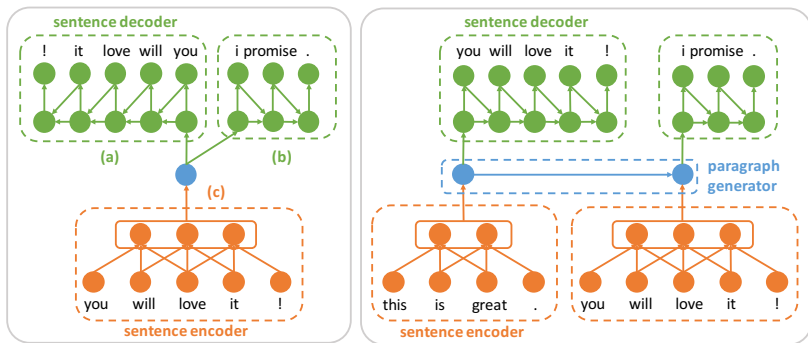 sentence decoder
! it love will you i promise .
(a) (b)
(c)
you will love it !
sentence encoder
sentence decoder
you will love it ! i promise .
paragraph
generator
this is great . you will love it !
sentence encoder